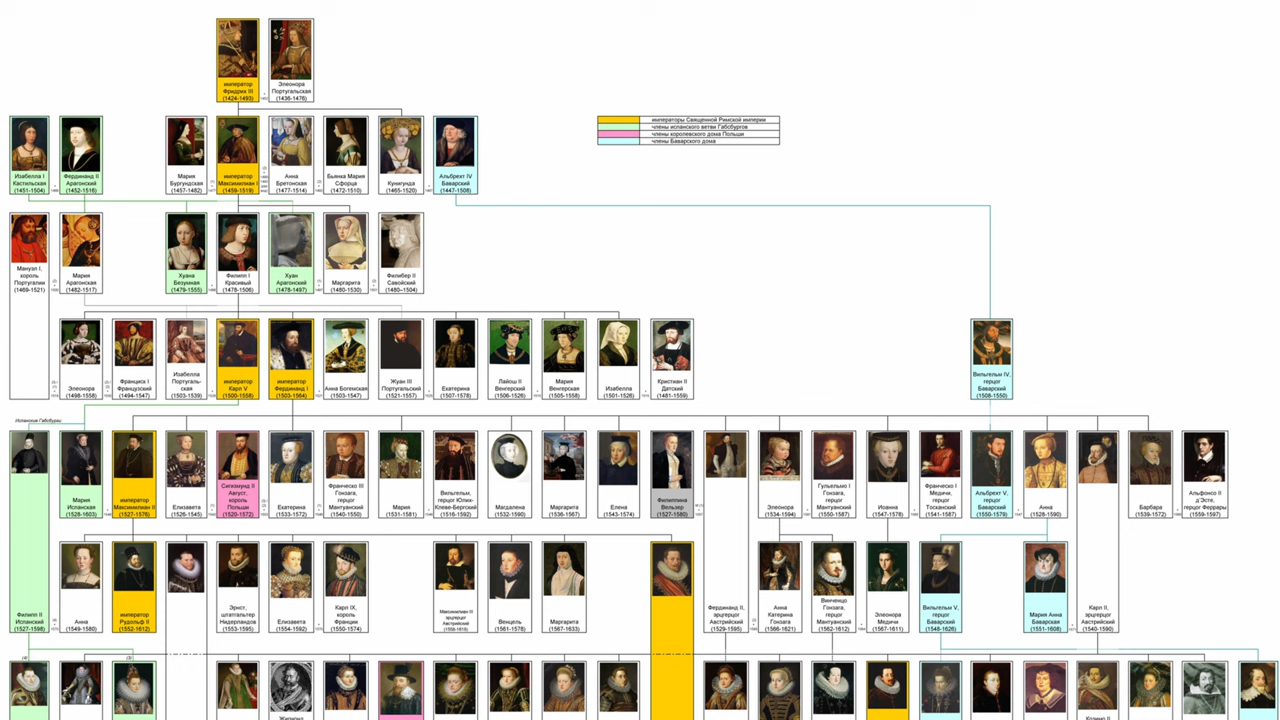 император
Фридрих III
(1424-1493)
Элеонора
Португальская
(1436-1476)
императоры Священной Римской империи
члены испанского ветви Габсбургов
члены королевского дома Польши
члены Баварского дома
Изабелла I
Кастильская
(1451-1504)
Фердинанд II
Арагонский
(1452-1516)
Мария
Бургундская
(1457-1482)
император
Максимилиан I
(1459-1519)
Анна
Бретонская
(1477-1514)
Бьянка Мария
Сфорца
(1472-1510)
Кунигунда
(1465-1520)
Альбрехт IV
Баварский
(1447-1508)
Мануэл I,
король
Португалии
(1469-1521)
Мария
Арагонская
(1482-1517)
Хуана
Безумная
(1479-1555)
Филипп I
Красивый
(1478-1506)
Хуан
Арагонский
(1478-1497)
Маргарита
(1480-1530)
Филибер II
Савойский
(1480-1504)
Элеонора
(1498-1558)
Франциск I
Французский
(1494-1547)
Изабелла
Португаль-
ская
(1503-1539)
император
Карл V
(1500-1558)
император
Фердинанд I
(1503-1564)
Анна Богемская
(1503-1547)
Жуан III
Португальский
(1521-1557)
Екатерина
(1507-1578)
Лайош II
Венгерский
(1506-1526)
Мария
Венгерская
(1505-1558)
Изабелла
(1501-1526)
Кристиан II
Датский
(1481-1559)
Вильгельм IV,
герцог
Баварский
(1508-1550)
Испанские Габсбурги:
Мария
Испанская
(1528-1603)
император
Максимилиан II
(1527-1576)
Елизавета
(1526-1545)
Сигизмунд II
Август,
король
Польши
(1520-1572)
Екатерина
(1533-1572)
Франческо III
Гонзага,
герцог
Мантуанский
(1540-1550)
Мария
(1531-1581)
Вильгельм,
герцог Юлих-
Клеве-Бергский
(1516-1592)
Магдалена
(1532-1590)
Маргарита
(1536-1567)
Елена
(1543-1574)
Филиппина
Вельзер
(1527-1580)
Элеонора
(1534-1594)
Гульельмо I
Гонзага,
герцог
Мантуанский
(1550-1587)
Иоанна
(1547-1578)
Франческо I
Медичи,
герцог
Тосканский
(1541-1587)
Альбрехт V,
герцог
Баварский
(1550-1579)
Анна
(1528-1590)
Барбара
(1539-1572)
Альфонсо II
д'Эсте,
герцог Феррары
(1559-1597)
Филипп II
Испанский
(1527-1598)
Анна
(1549-1580)
император
Рудольф II
(1552-1612)
Эрнст,
штатгальтер
Нидерландов
(1553-1595)
Елизавета
(1554-1592)
Карл IX,
король
Франции
(1550-1574)
Максимилиан III
эрцгерцог
Австрийский
(1558-1618)
Венцель
(1561-1578)
Маргарита
(1567-1633)
Фердинанд II,
эрцгерцог
Австрийский
(1529-1595)
Анна
Катерина
Гонзага
(1566-1621)
Винченцо
Гонзага,
герцог
Мантуанский
(1562-1612)
Элеонора
Медичи
(1567-1611)
Вильгельм V,
герцог
Баварский
(1548-1626)
Мария Анна
Баварская
(1551-1608)
Карл II,
эрцгерцог
Австрийский
(1540-1590)